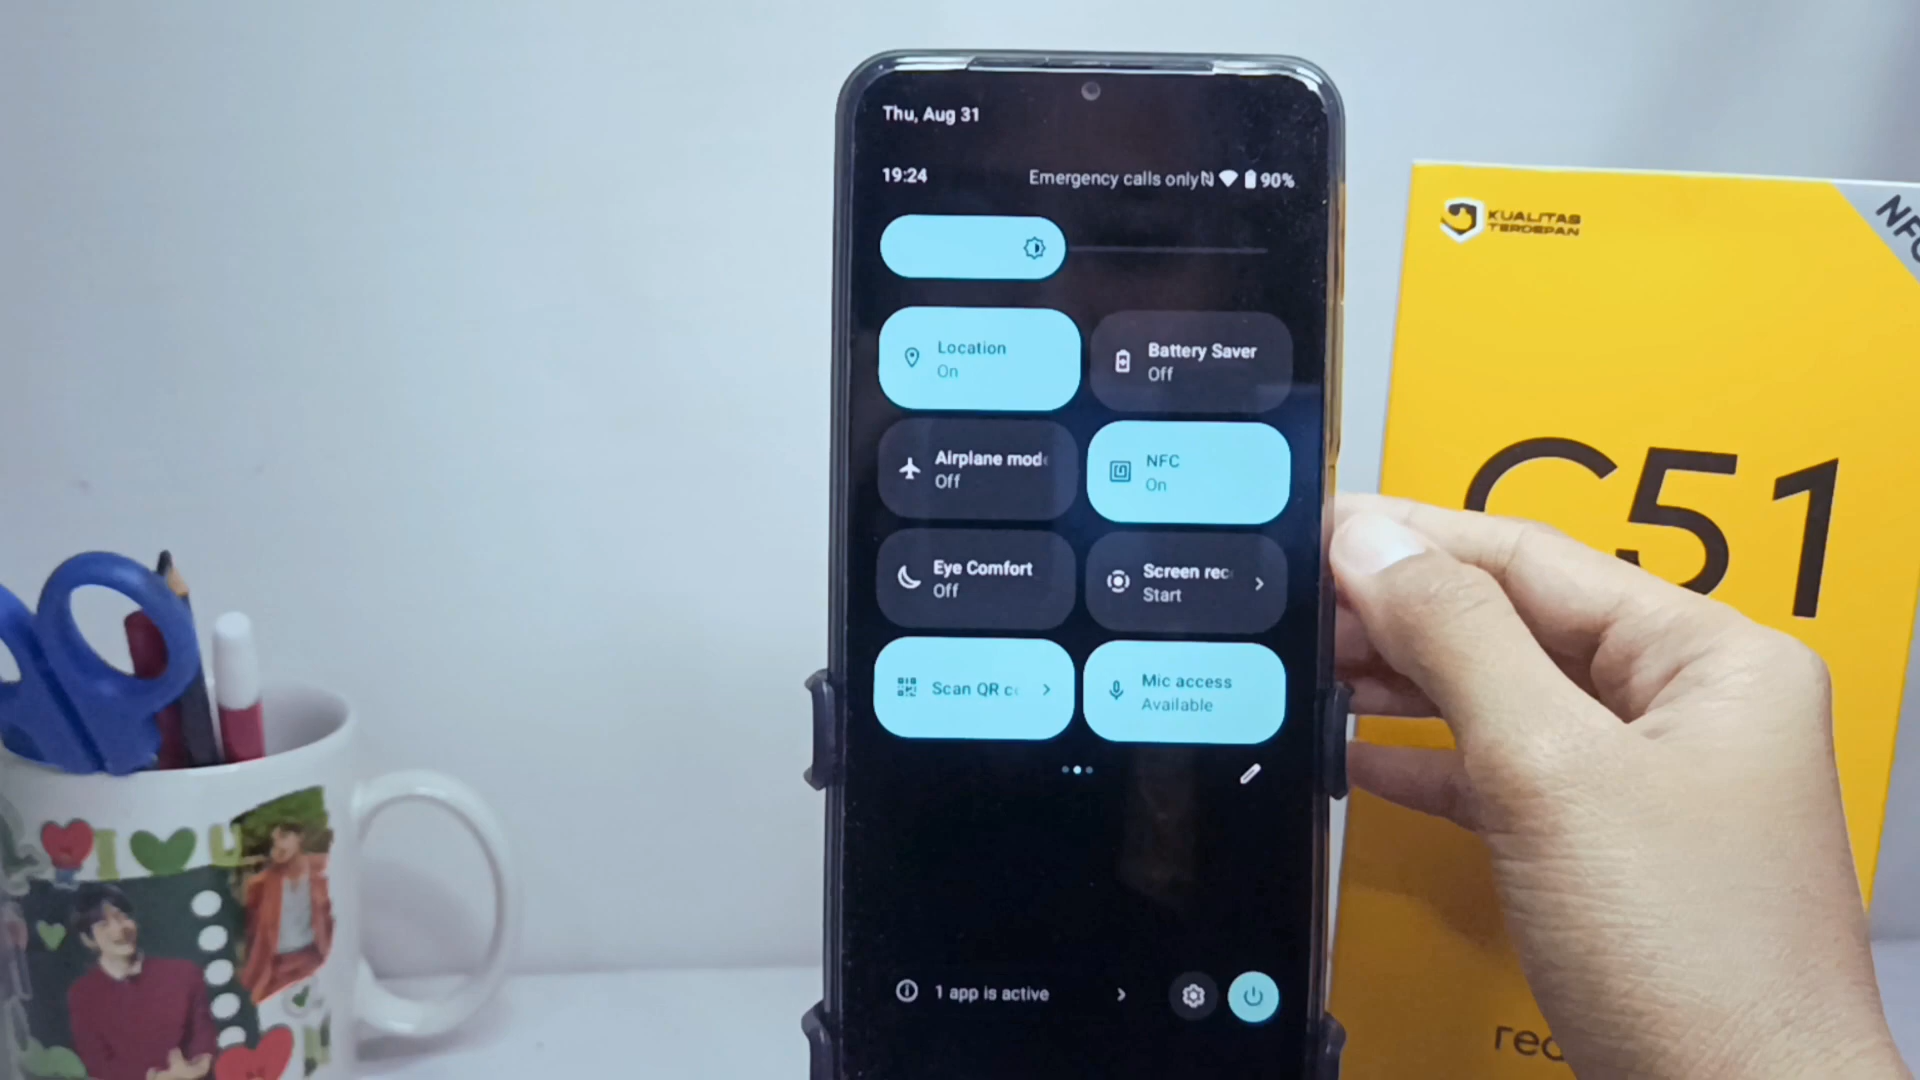 Thu, Aug 31
19:24
Emergency calls only 90%
Location
On
Battery Saver
Off
Airplane mod
Off
NFC
On
Eye Comfort
Off
Screen rec
Start
Scan QR c
Mic access
Available
1 app is active
KUALITAS
TERDEPAN
NFC
C51
rea
I
U